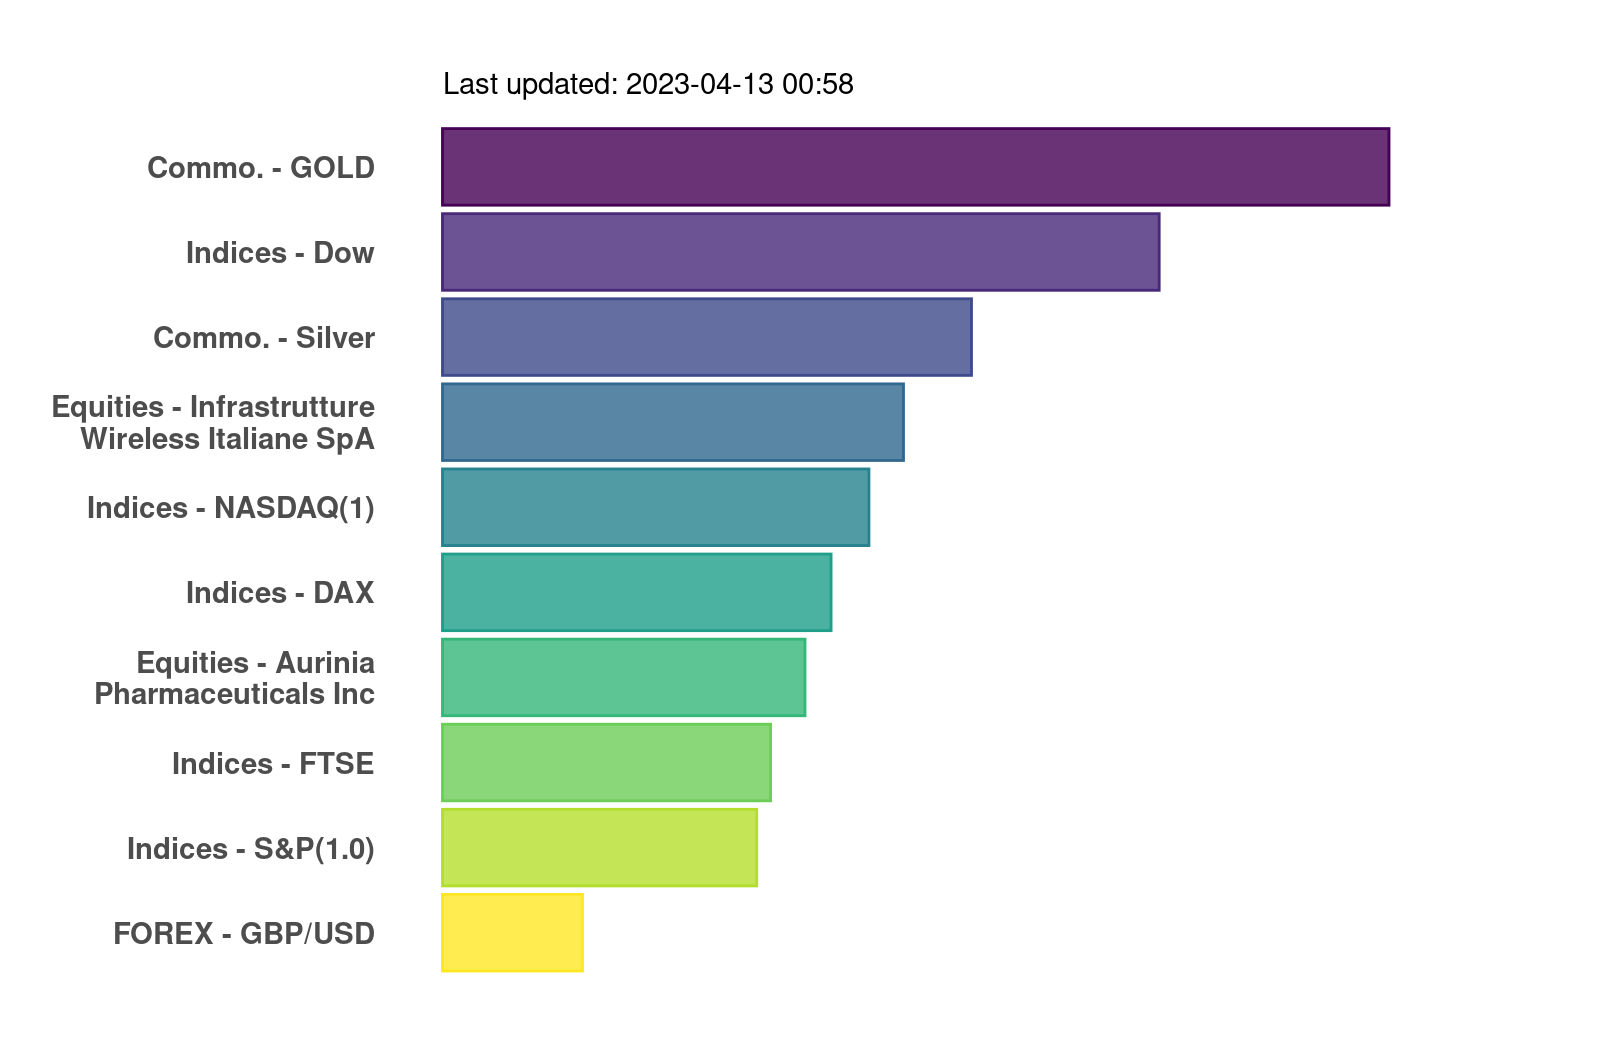 Last updated: 2023-04-13 00:58
Commo. - GOLD
Indices - Dow
Commo. - Silver
Equities - Infrastrutture
Wireless Italiane SpA
Indices - NASDAQ(1)
Indices - DAX
Equities - Aurinia
Pharmaceuticals Inc
Indices - FTSE
Indices - S&P(1.0)
FOREX - GBP/USD